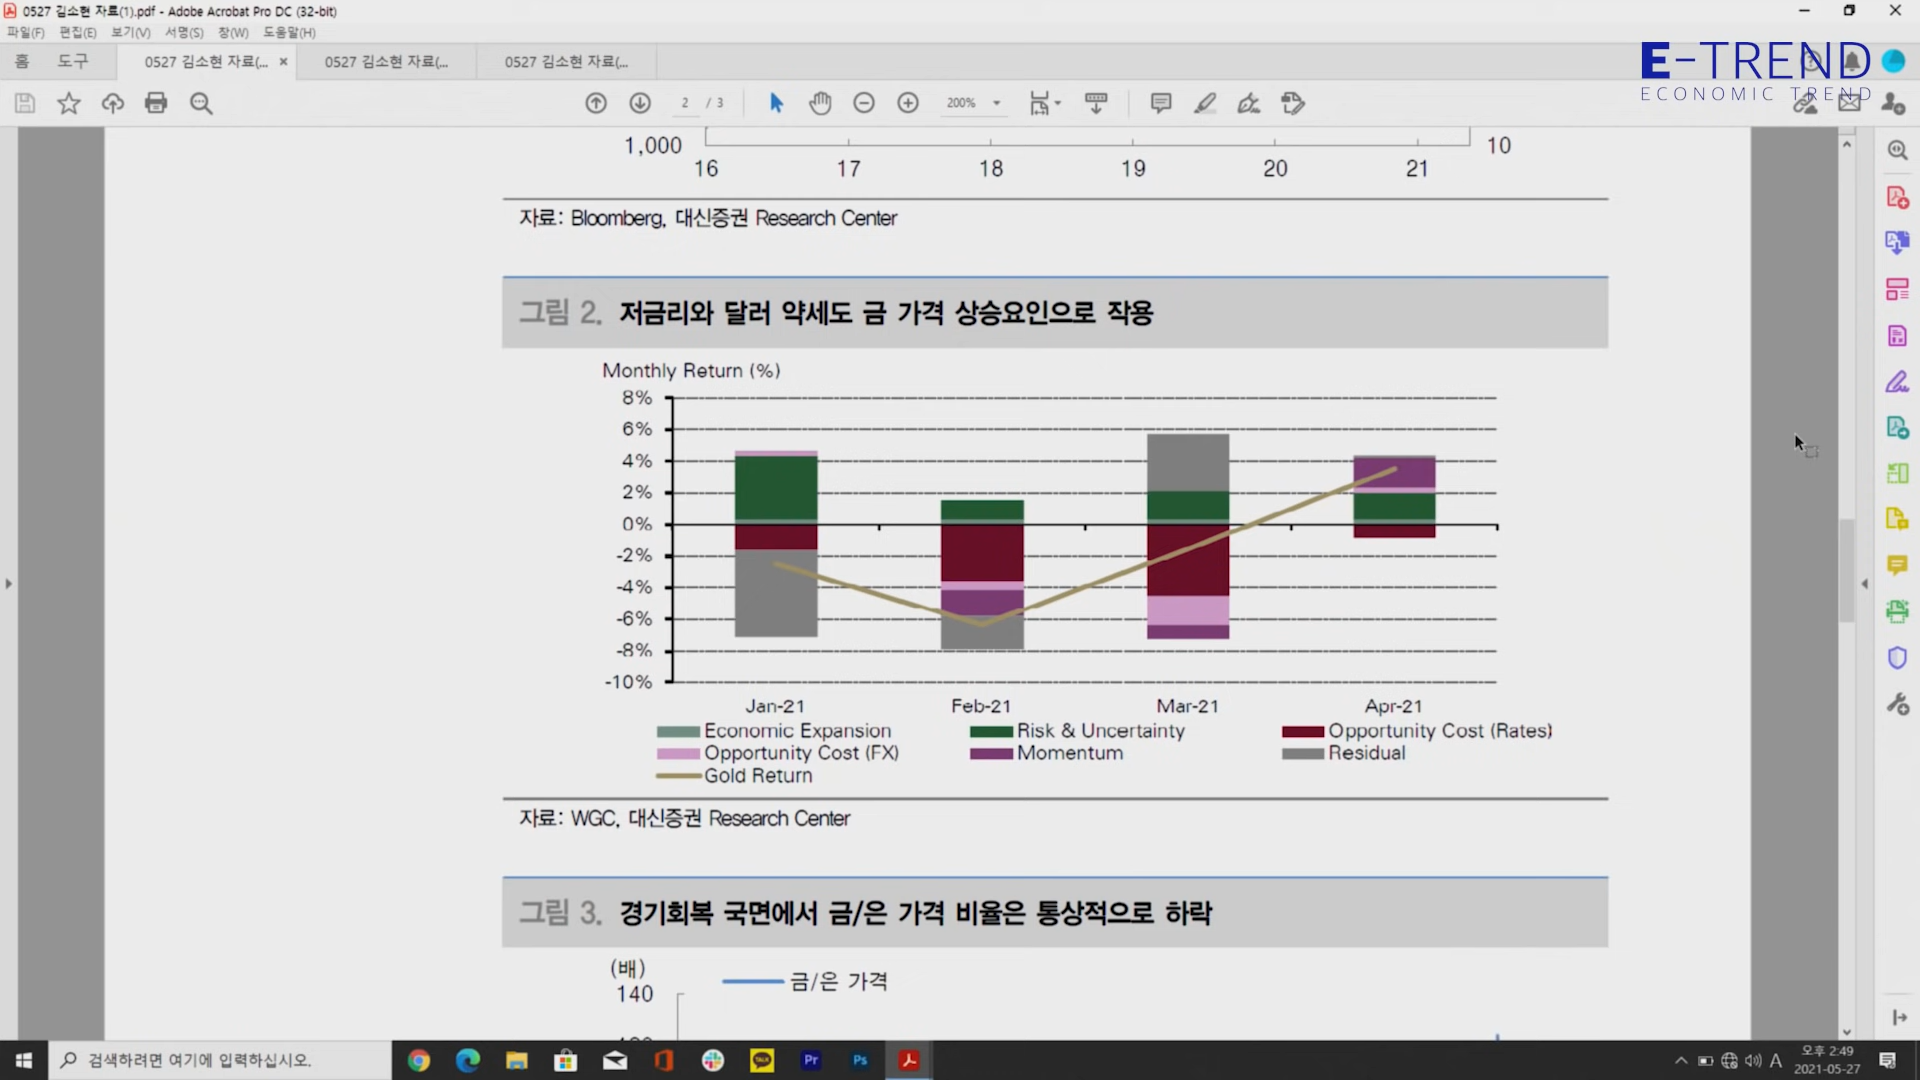 0527 김소현 자료(1).pdf - Adobe Acrobat Pro DC (32-bit)
파일(F) 편집(E) 보기(V) 서명(S) 창(W) 도움말(H)
홈 도구 0527 김소현 자료(... 0527 김소현 자료(... 0527 김소현 자료(...
E-TREND
ECONOMIC TREND
2 / 3 200%
1,000 10
16 17 18 19 20 21
자료: Bloomberg, 대신증권 Research Center
그림 2. 저금리와 달러 약세도 금 가격 상승요인으로 작용
Monthly Return (%)
8%
6%
4%
2%
0%
-2%
-4%
-6%
-8%
-10%
Jan-21 Feb-21 Mar-21 Apr-21
Economic Expansion Risk & Uncertainty Opportunity Cost (Rates)
Opportunity Cost (FX) Momentum Residual
Gold Return
자료: WGC, 대신증권 Research Center
그림 3. 경기회복 국면에서 금/은 가격 비율은 통상적으로 하락
(배)
금/은 가격
140
검색하려면 여기에 입력하십시오.
TALK
Pr
Ps
A
오후 2:49
2021-05-27